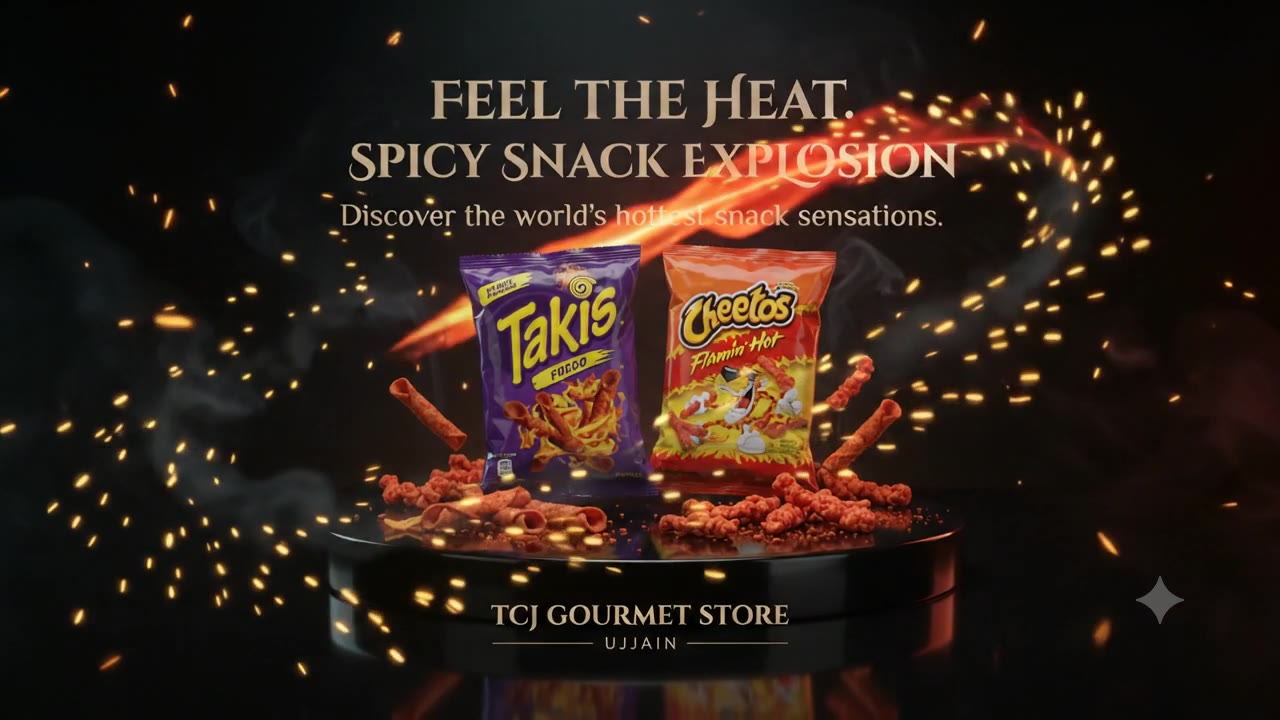 FEEL THE HEAT.
SPICY SNACK EXPLOSION
Discover the world's hottest snack sensations.
Takis
FUEGO
Cheetos
Flamin' Hot
TCJ GOURMET STORE
UJJAIN